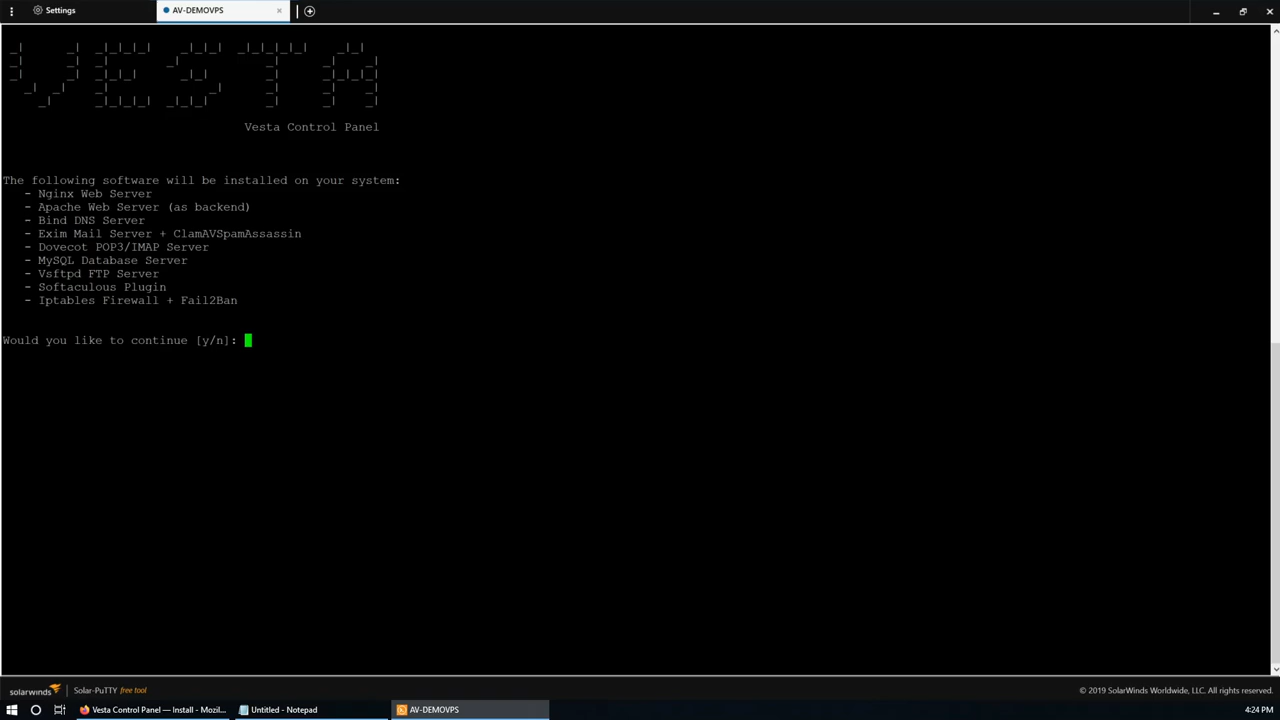 Settings
AV-DEMOVPS
VESTA
Vesta Control Panel
The following software will be installed on your system:
- Nginx Web Server
- Apache Web Server (as backend)
- Bind DNS Server
- Exim Mail Server + ClamAVSpamAssassin
- Dovecot POP3/IMAP Server
- MySQL Database Server
- Vsftpd FTP Server
- Softaculous Plugin
- Iptables Firewall + Fail2Ban
Would you like to continue [y/n]:
solarwinds Solar-PuTTY free tool © 2019 SolarWinds Worldwide, LLC. All rights reserved.
Vesta Control Panel — Install - Mozil... Untitled - Notepad AV-DEMOVPS 4:24 PM